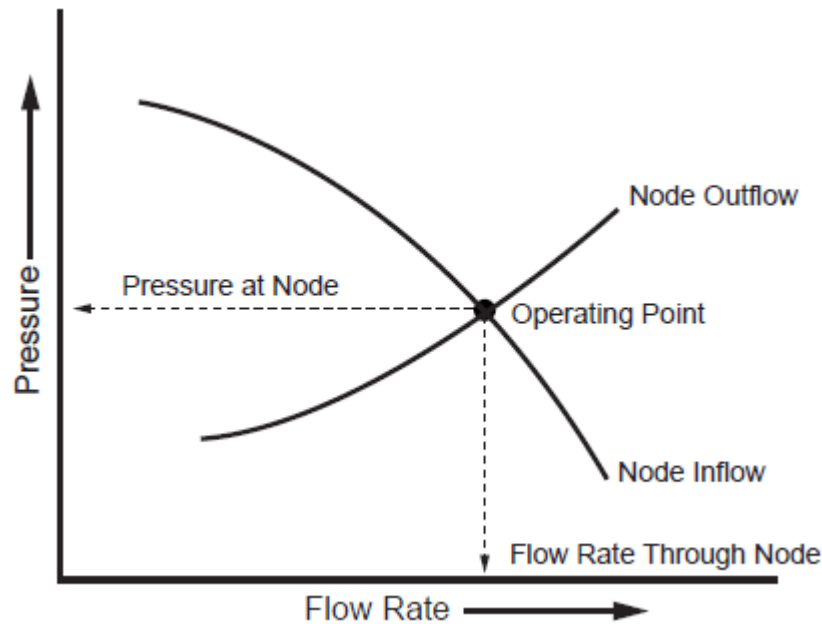 Node Outflow
Pressure at Node
Operating Point
Pressure
Node Inflow
Flow Rate Through Node
Flow Rate